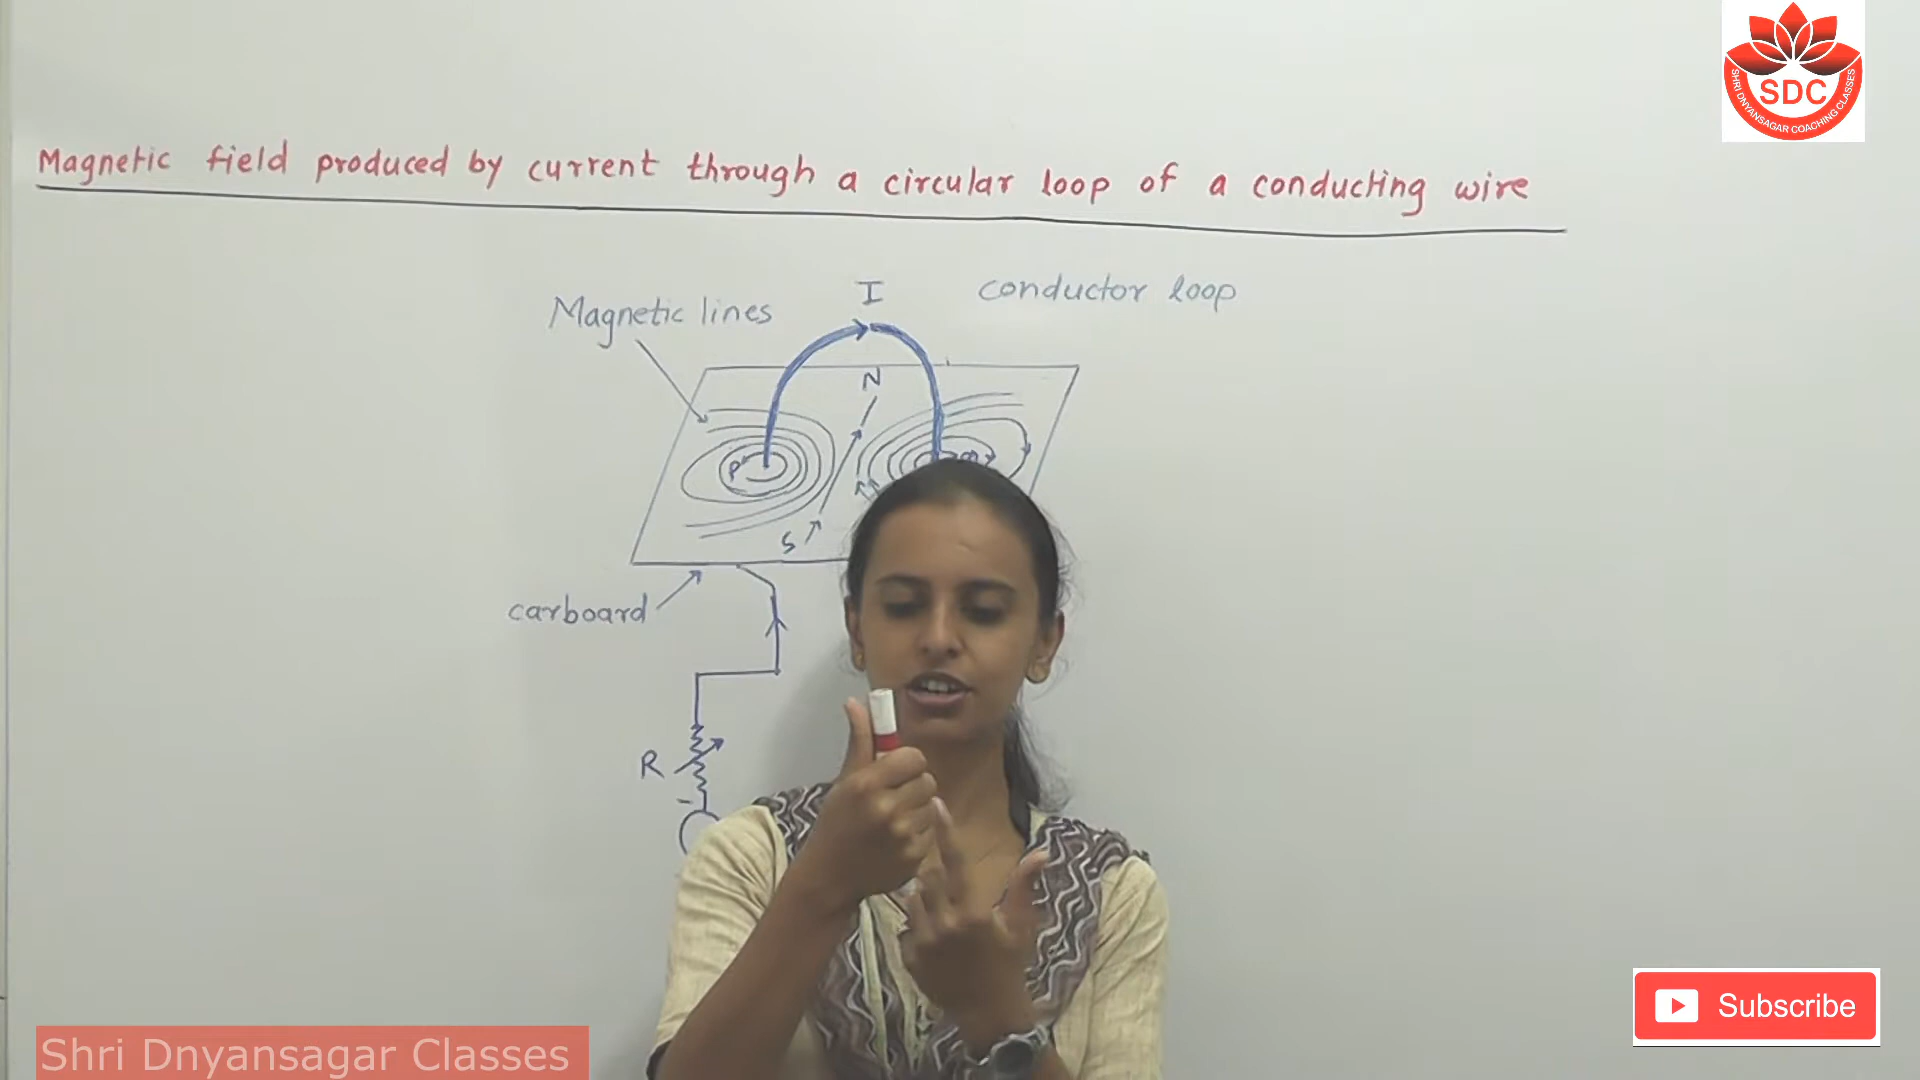 SDC
SHRI DNYANSAGAR COACHING CLASSES
Magnetic field produced by current through a circular loop of a conducting wire
I
conductor loop
Magnetic lines
N
P
S
carboard
R
Subscribe
Shri Dnyansagar Classes